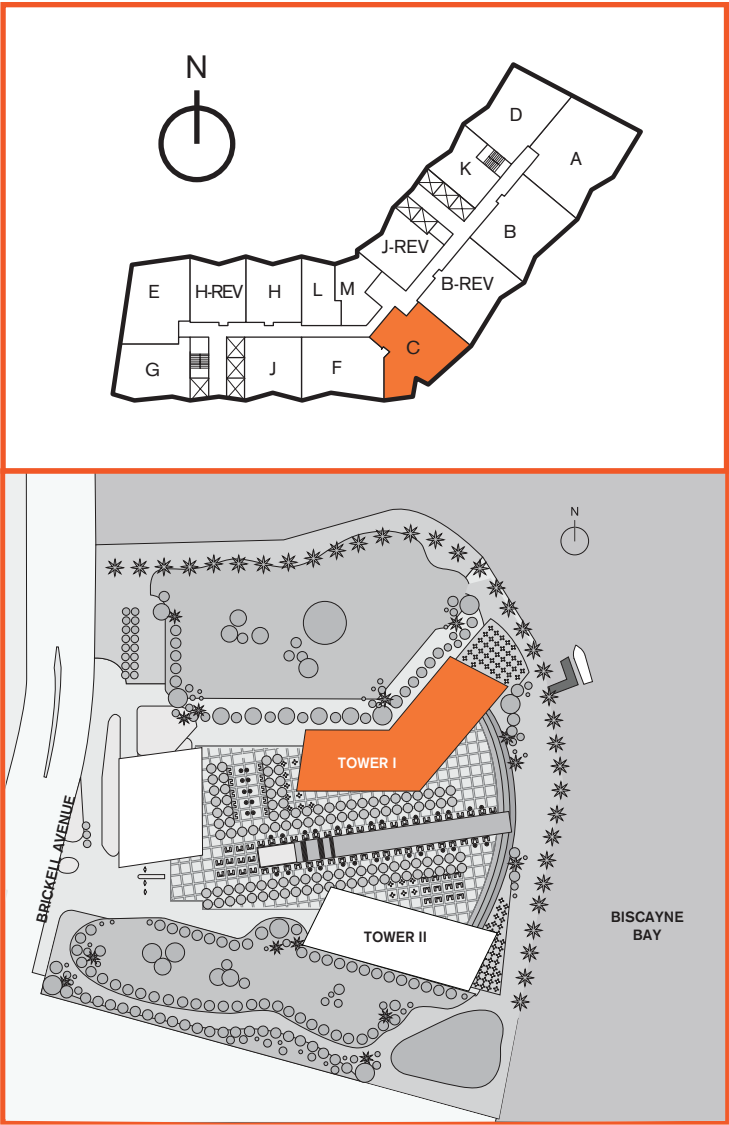 N
D
A
K
B
J-REV
B-REV
E
H-REV
H
L
M
C
G
J
F
N
TOWER I
BRICKELL AVENUE
TOWER II
BISCAYNE
BAY